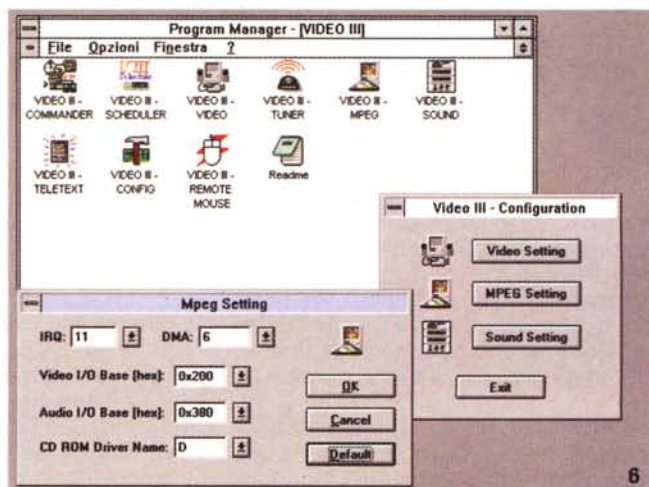 Program Manager - [VIDEO III]
File Opzioni Finestra ?
VIDEO III - COMMANDER
VIDEO III - SCHEDULER
VIDEO III - VIDEO
VIDEO III - TUNER
VIDEO III - MPEG
VIDEO III - SOUND
VIDEO III - TELETEXT
VIDEO III - CONFIG
VIDEO III - REMOTE MOUSE
Readme
Video III - Configuration
Video Setting
MPEG Setting
Sound Setting
Exit
Mpeg Setting
IRQ: 11 DMA: 6
Video I/O Base [hex]:
Audio I/O Base [hex]: 0x380
CD ROM Driver Name: D
OK
Cancel
Default
6